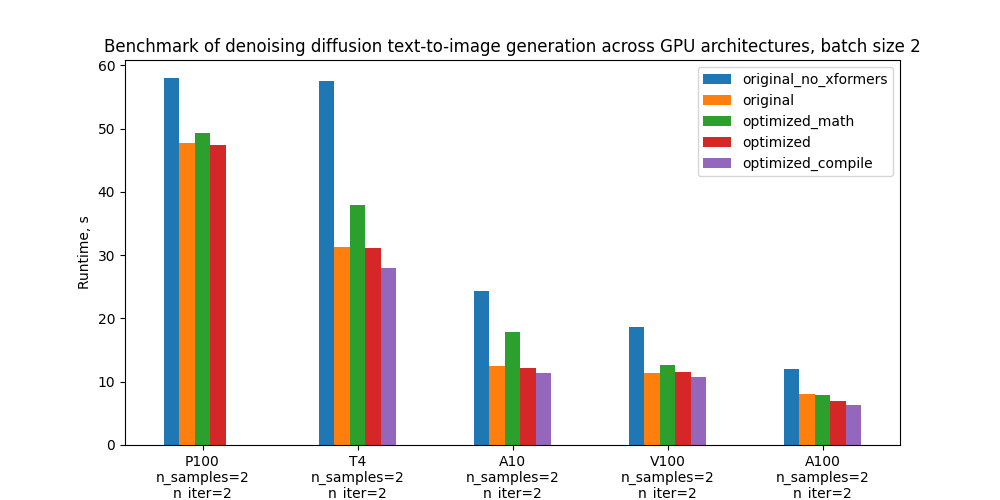 Benchmark of denoising diffusion text-to-image generation across GPU architectures, batch size 2
60
50
40
30
20
10
0
Runtime, s
original_no_xformers
original
optimized_math
optimized
optimized_compile
P100
n_samples=2
n_iter=2
T4
n_samples=2
n_iter=2
A10
n_samples=2
n_iter=2
V100
n_samples=2
n_iter=2
A100
n_samples=2
n_iter=2